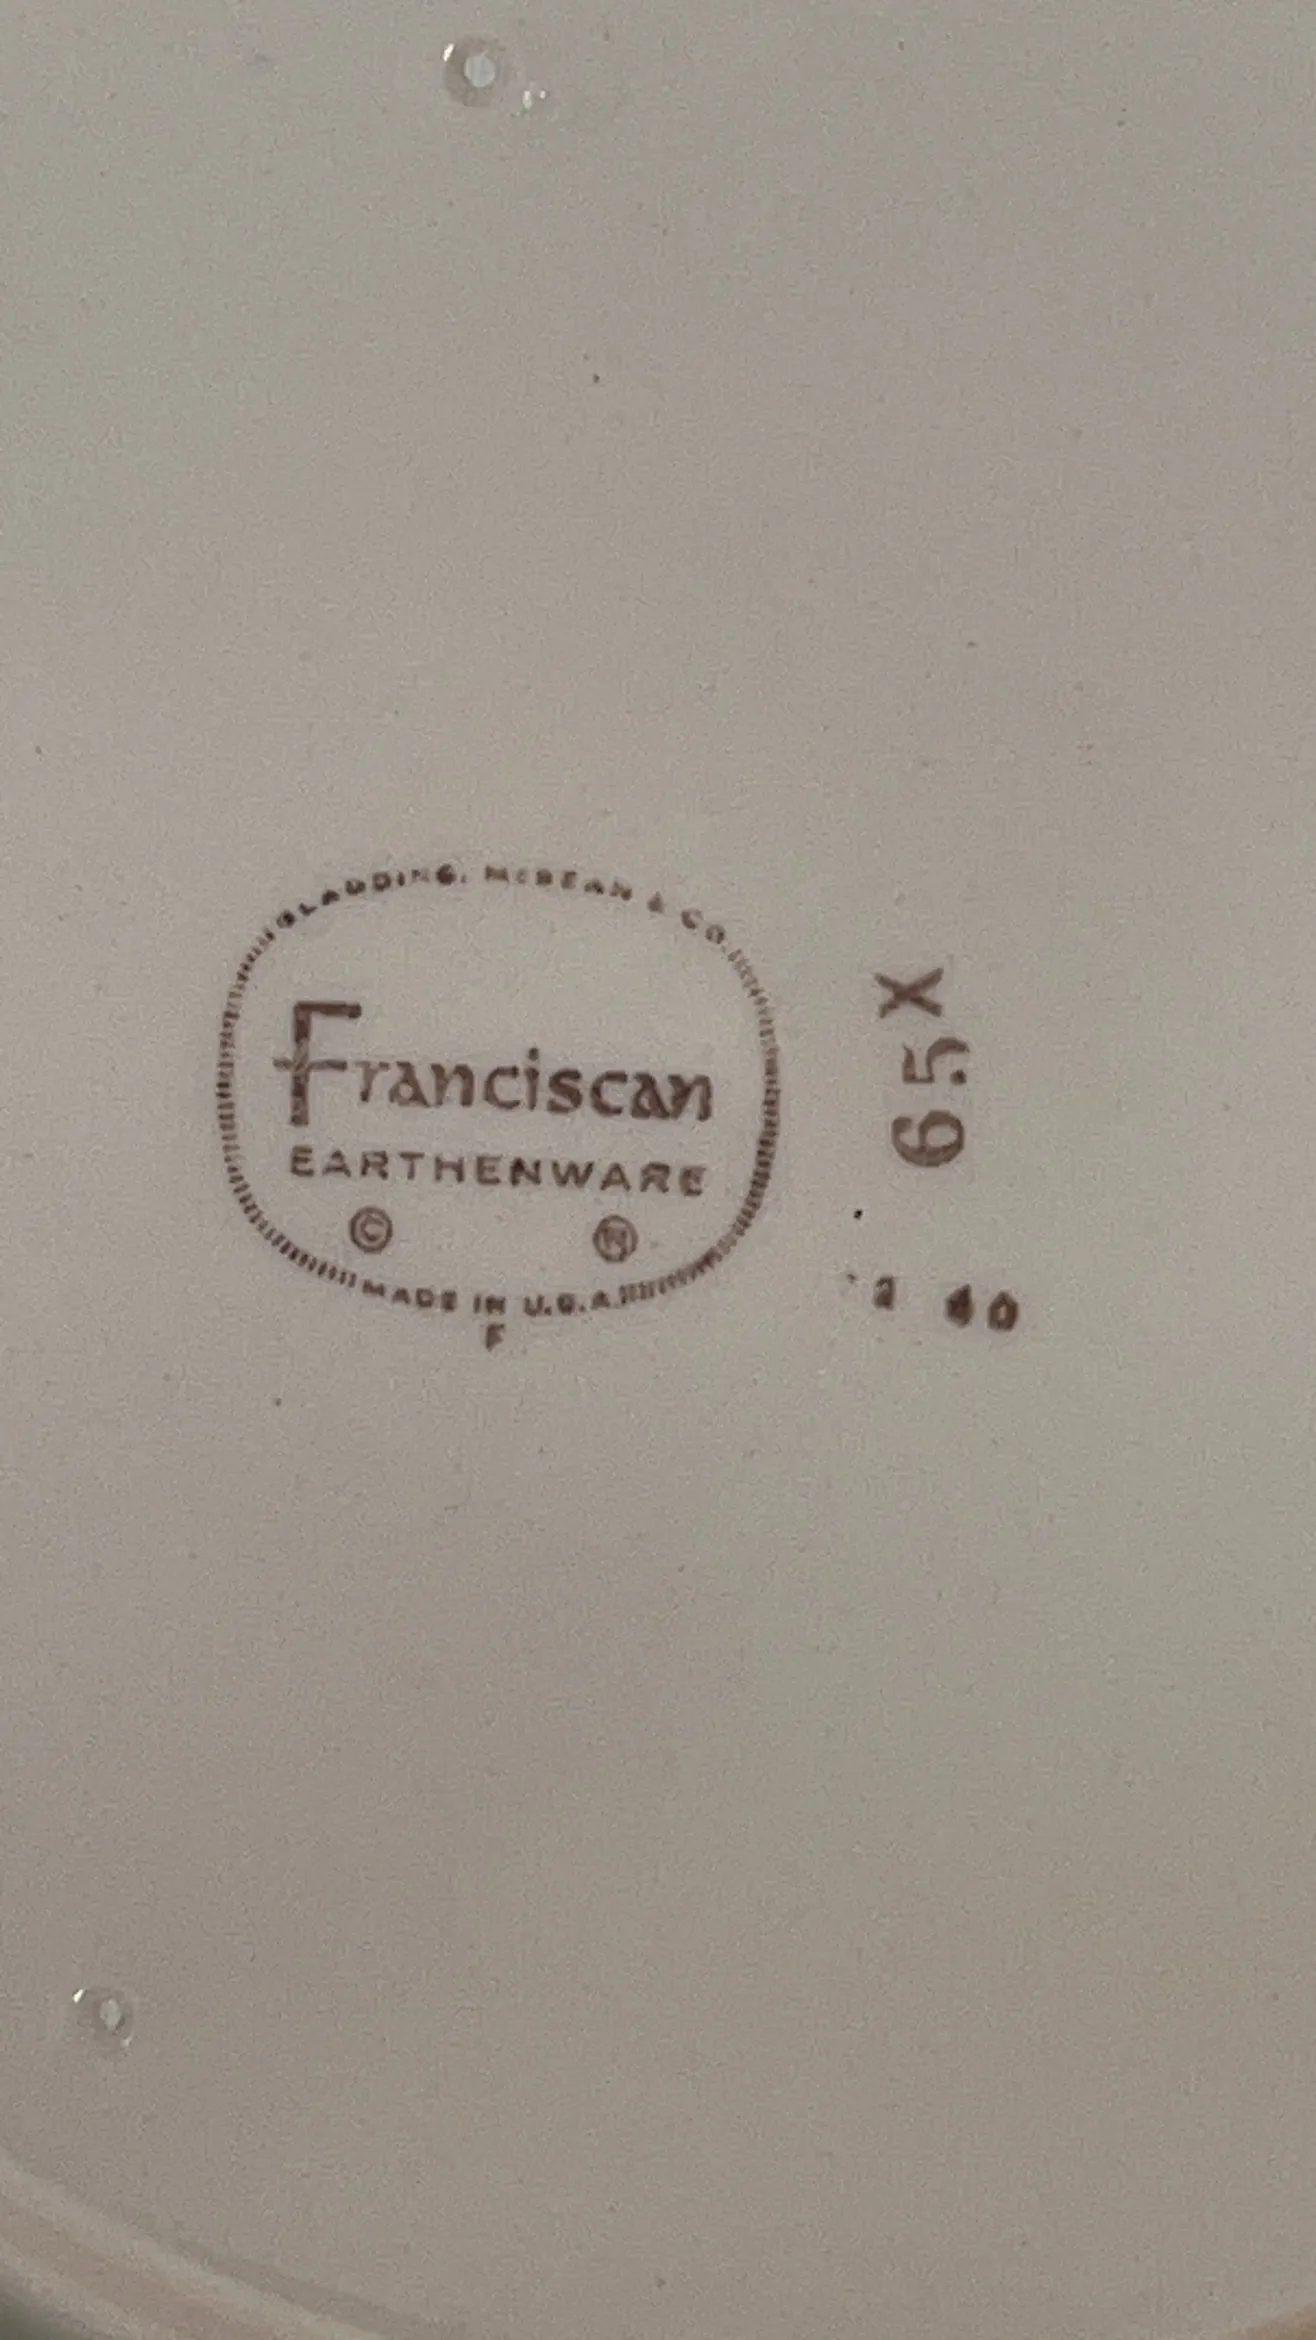 GLADDING, McBEAN & CO.
Franciscan
EARTHENWARE
© ®
MADE IN U.S.A.
F
65X
2 40